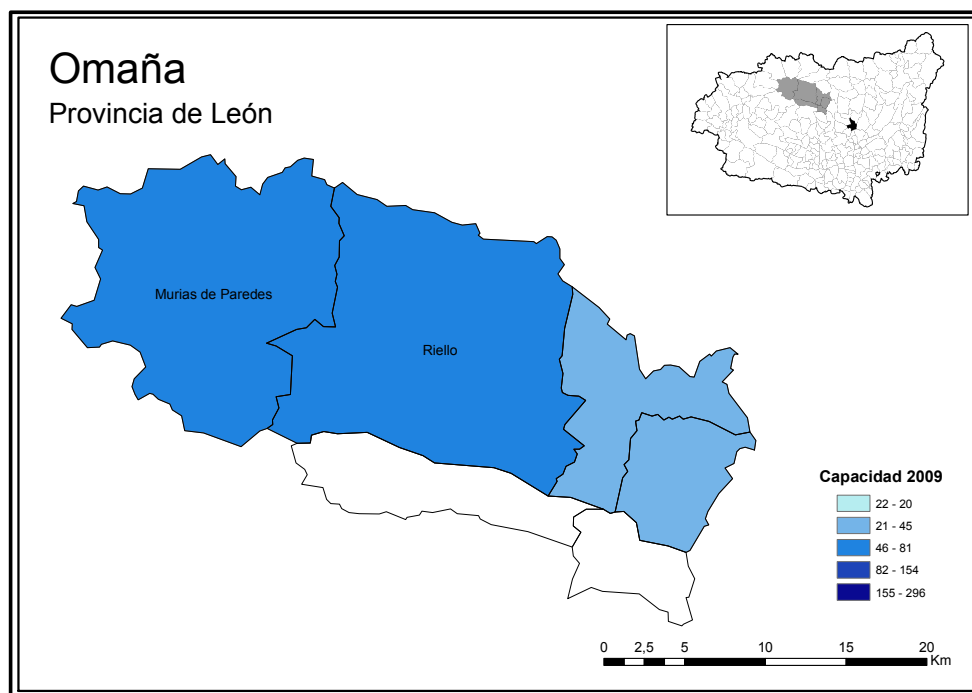 Omaña
Provincia de León
Murias de Paredes
Riello
Capacidad 2009
22 - 20
21 - 45
46 - 81
82 - 154
155 - 296
0 2,5 5 10 15 20
Km